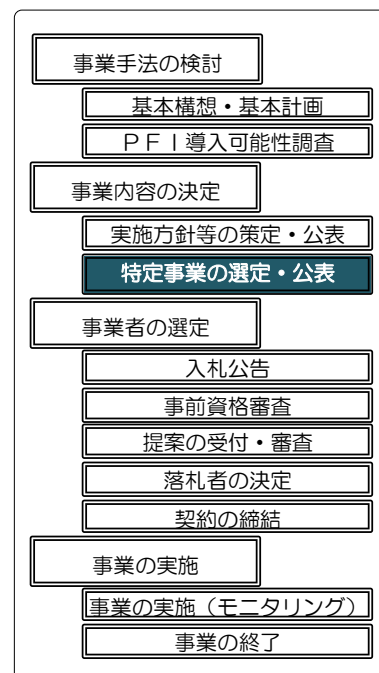 事業手法の検討
基本構想・基本計画
ＰＦＩ導入可能性調査
事業内容の決定
実施方針等の策定・公表
特定事業の選定・公表
事業者の選定
入札公告
事前資格審査
提案の受付・審査
落札者の決定
契約の締結
事業の実施
事業の実施（モニタリング）
事業の終了